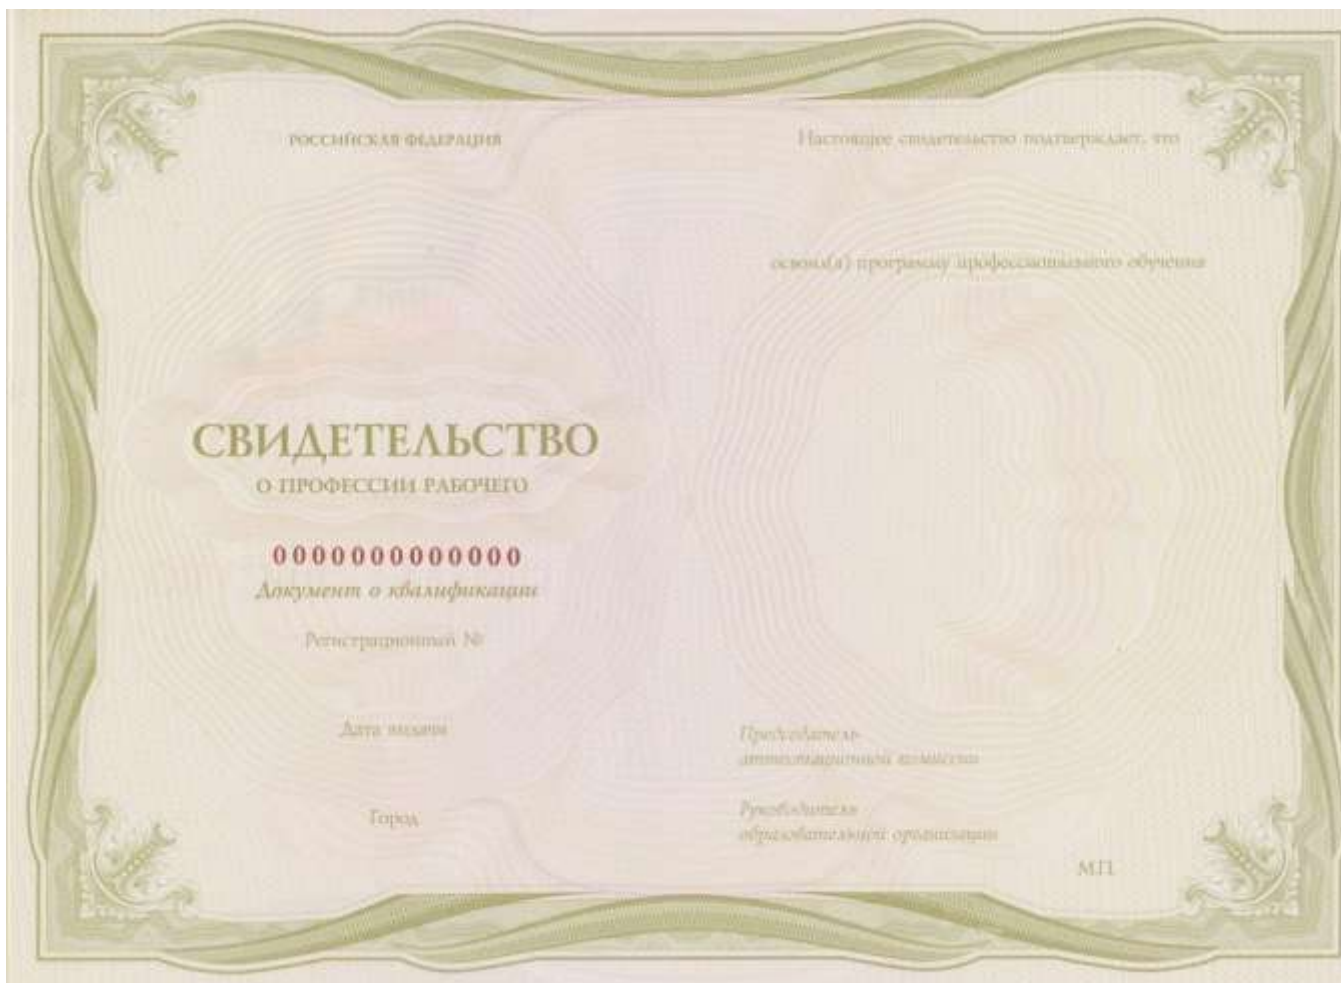 РОССИЙСКАЯ ФЕДЕРАЦИЯ
СВИДЕТЕЛЬСТВО
О ПРОФЕССИИ РАБОЧЕГО
0000000000000
Документ о квалификации
Регистрационный №
Дата выдачи
Город
Настоящее свидетельство подтверждает, что
освоил(а) программу профессионального обучения
Председатель
аттестационной комиссии
Руководитель
образовательной организации
М.П.